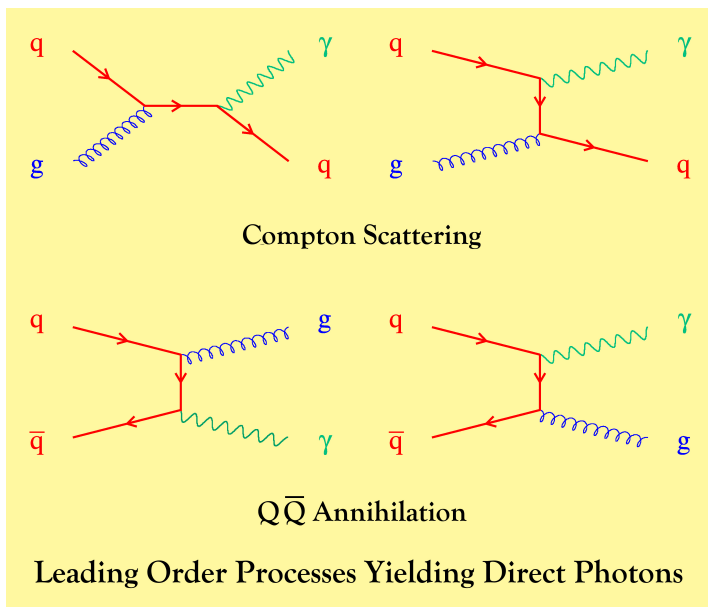 q γ q γ
g q g q
Compton Scattering
q g q γ
q̅ γ q̅ g
Q Q̅ Annihilation
Leading Order Processes Yielding Direct Photons